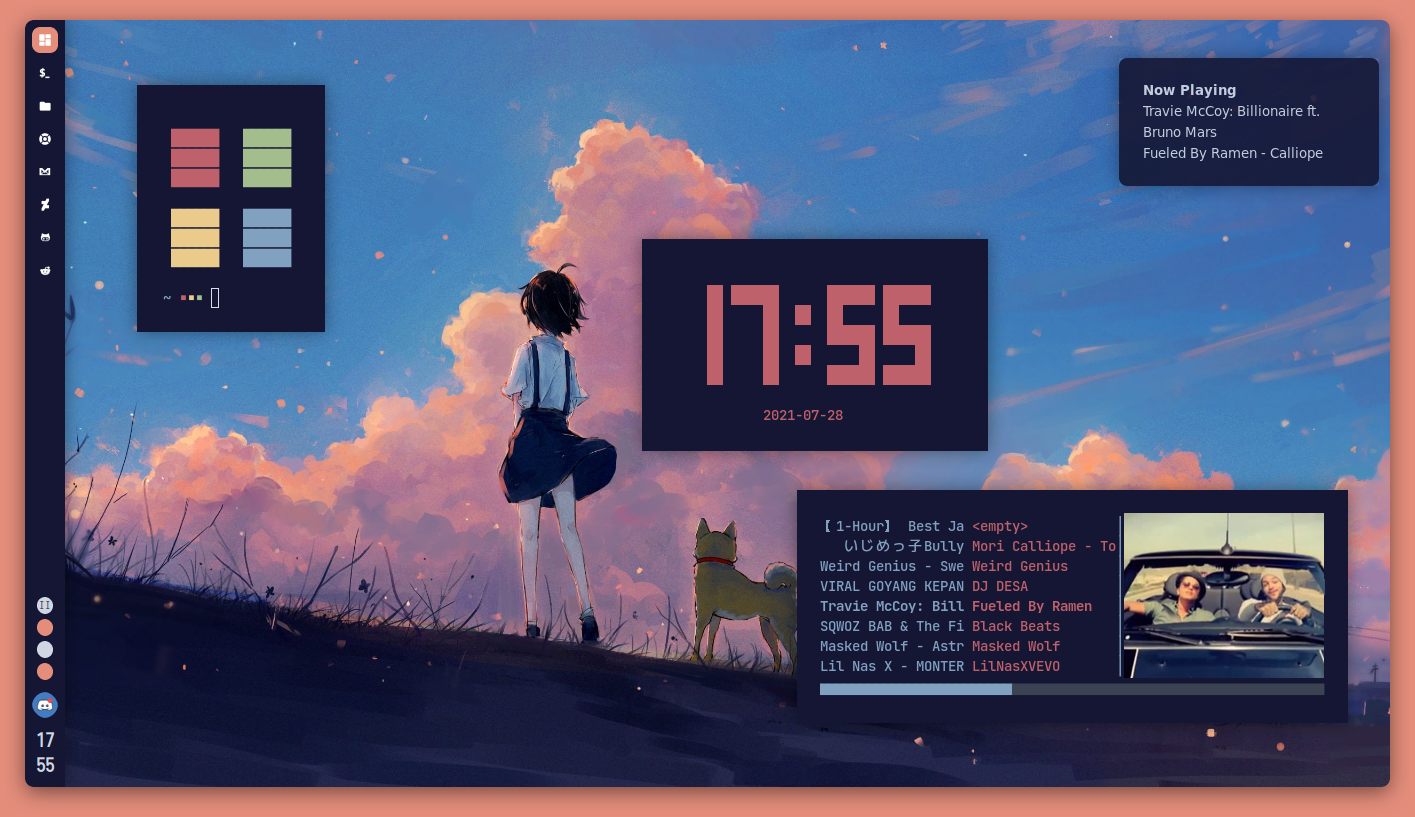 $_
~
17
55
Now Playing
Travie McCoy: Billionaire ft.
Bruno Mars
Fueled By Ramen - Calliope
17:55
2021-07-28
【 1-Hour】 Best Ja <empty>
いじめっ子Bully Mori Calliope - To
Weird Genius - Swe Weird Genius
VIRAL GOYANG KEPAN DJ DESA
Travie McCoy: Bill Fueled By Ramen
SQWOZ BAB & The Fi Black Beats
Masked Wolf - Astr Masked Wolf
Lil Nas X - MONTER LilNasXVEVO